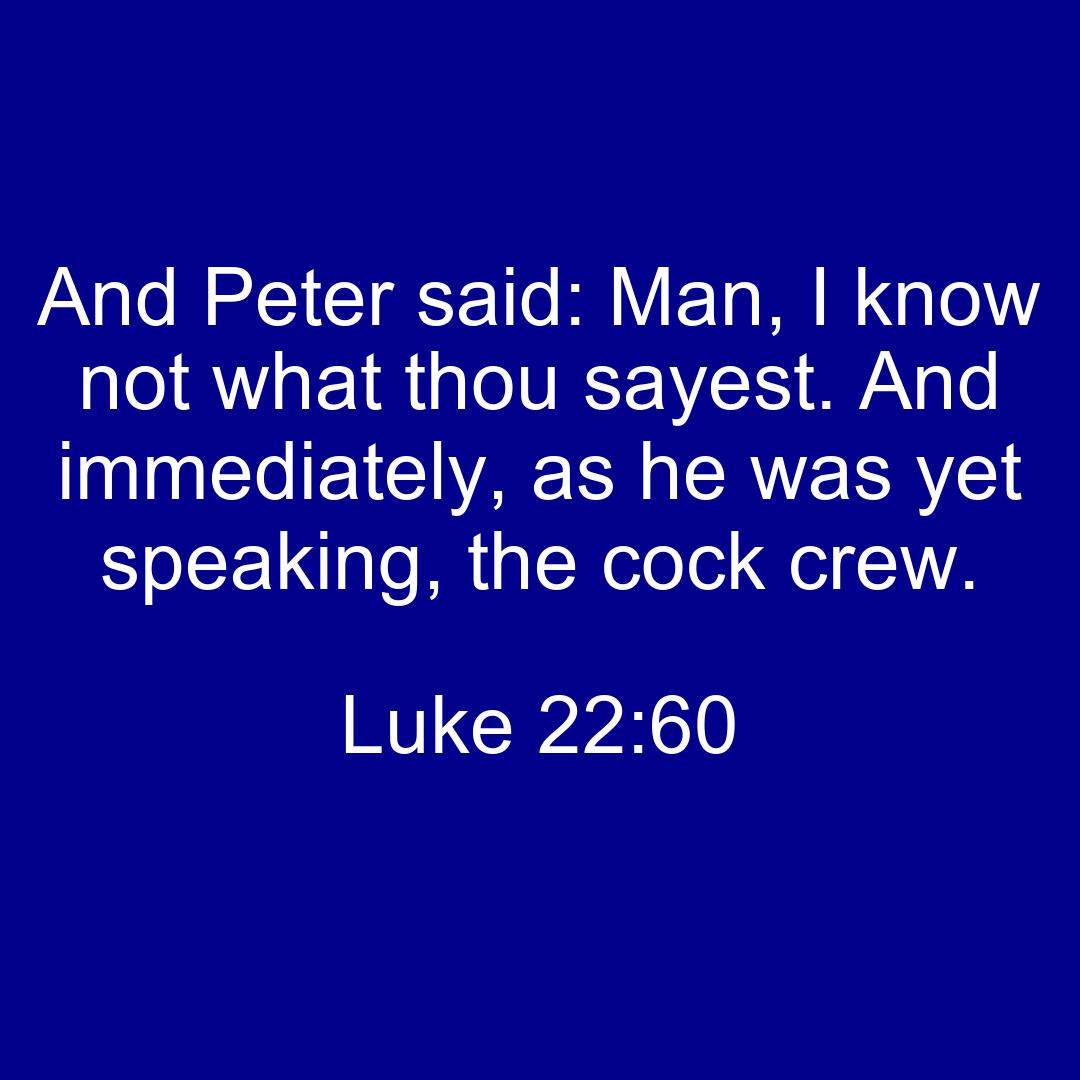 And Peter said: Man, I know
not what thou sayest. And
immediately, as he was yet
speaking, the cock crew.
Luke 22:60